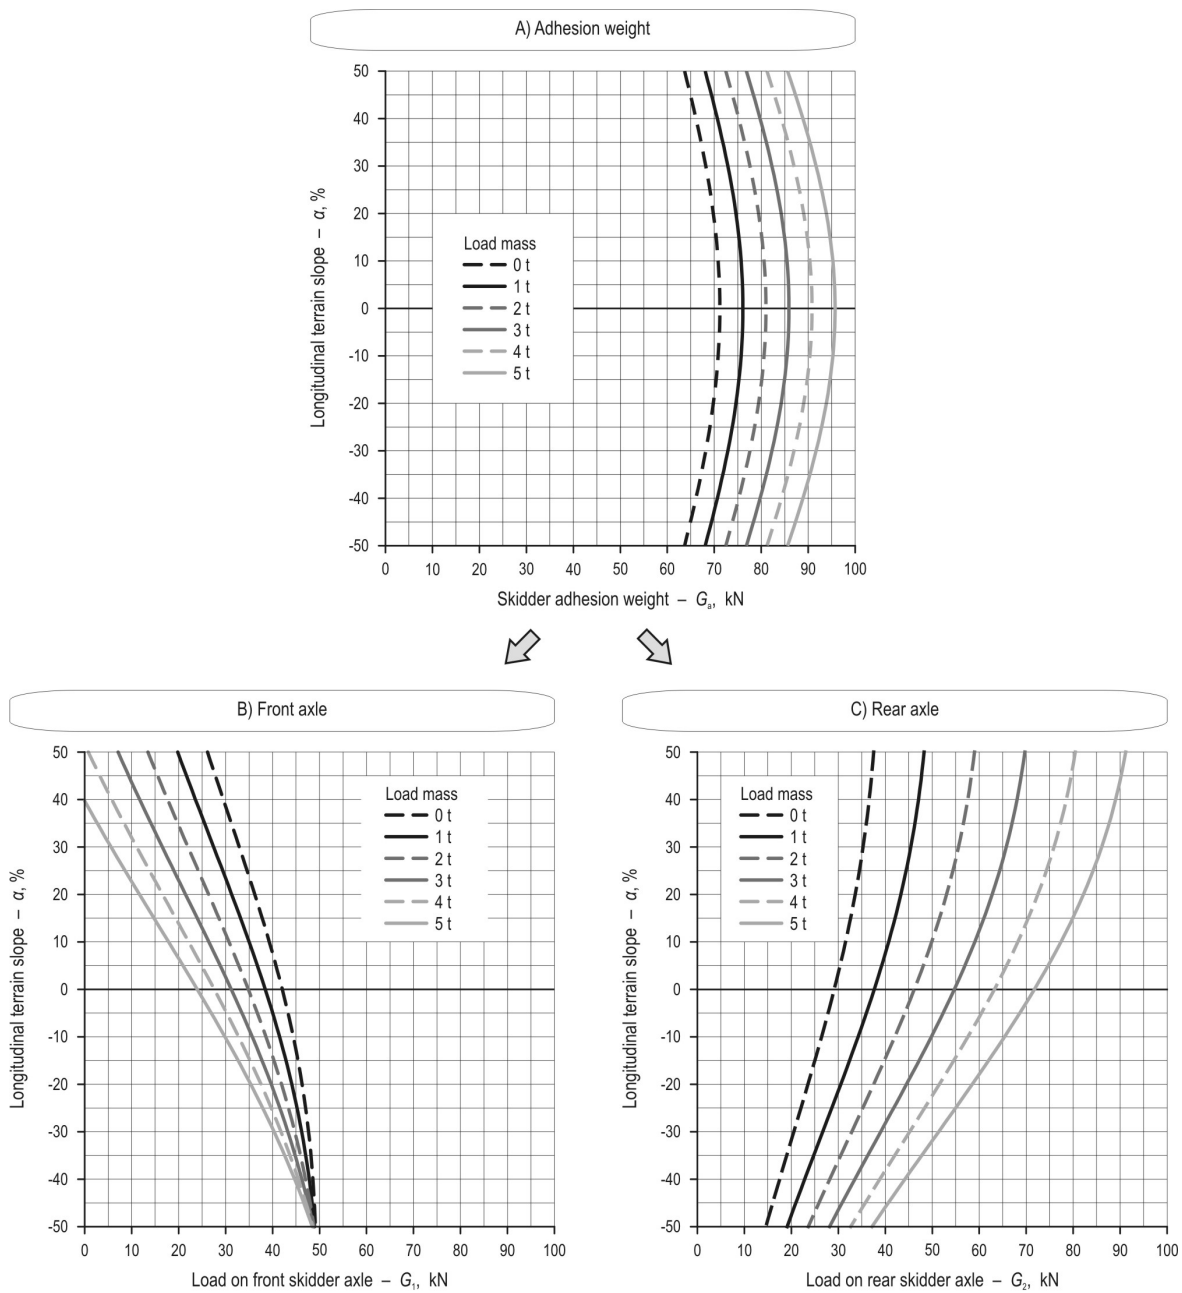 A) Adhesion weight
50
40
30
20
10
0
-10
-20
-30
-40
-50
Longitudinal terrain slope – α, %
Load mass
0 t
1 t
2 t
3 t
4 t
5 t
0 10 20 30 40 50 60 70 80 90 100
Skidder adhesion weight – Gₐ, kN
B) Front axle
50
40
30
20
10
0
-10
-20
-30
-40
-50
Longitudinal terrain slope – α, %
Load mass
0 t
1 t
2 t
3 t
4 t
5 t
0 10 20 30 40 50 60 70 80 90 100
Load on front skidder axle – G₁, kN
C) Rear axle
50
40
30
20
10
0
-10
-20
-30
-40
-50
Longitudinal terrain slope – α, %
Load mass
0 t
1 t
2 t
3 t
4 t
5 t
0 10 20 30 40 50 60 70 80 90 100
Load on rear skidder axle – G₂, kN